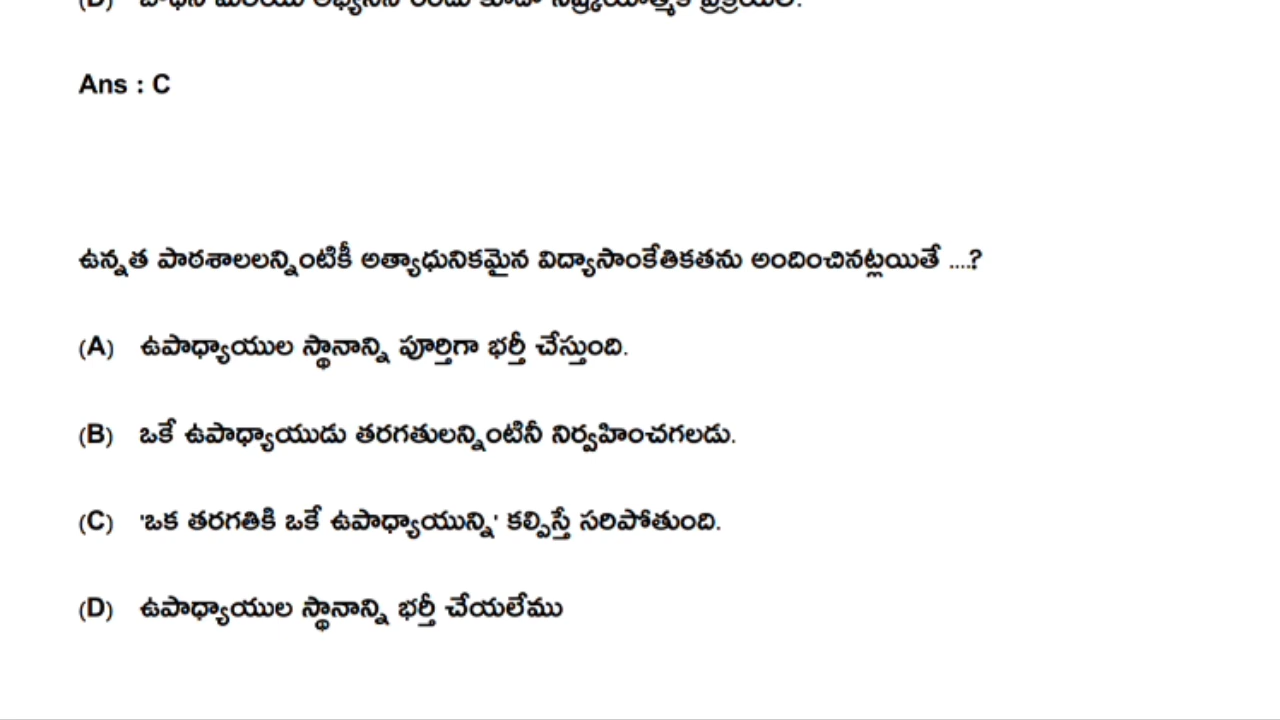 Ans : C
ఉన్నత పాఠశాలలన్నింటికీ అత్యాధునికమైన విద్యాసాంకేతికతను అందించినట్లయితే ....?
(A) ఉపాధ్యాయుల స్థానాన్ని పూర్తిగా భర్తీ చేస్తుంది.
(B) ఒకే ఉపాధ్యాయుడు తరగతులన్నింటినీ నిర్వహించగలడు.
(C) 'ఒక తరగతికి ఒకే ఉపాధ్యాయున్ని' కల్పిస్తే సరిపోతుంది.
(D) ఉపాధ్యాయుల స్థానాన్ని భర్తీ చేయలేము